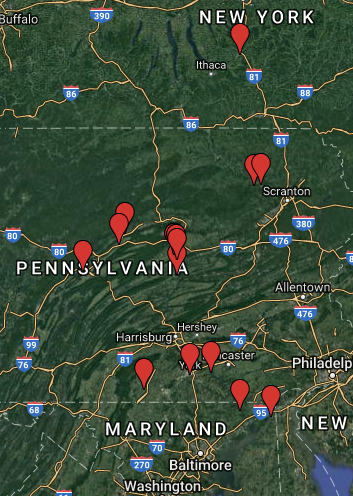 Buffalo
390
NEW YORK
Ithaca
81
86
88
86
81
Scranton
380
80
80
80
476
PENNSYLVANIA
Allentown
476
Hershey
Harrisburg
76
99
81
76
York
caster
Philadelp
68
95
NEW
MARYLAND
70
270
Baltimore
Washington